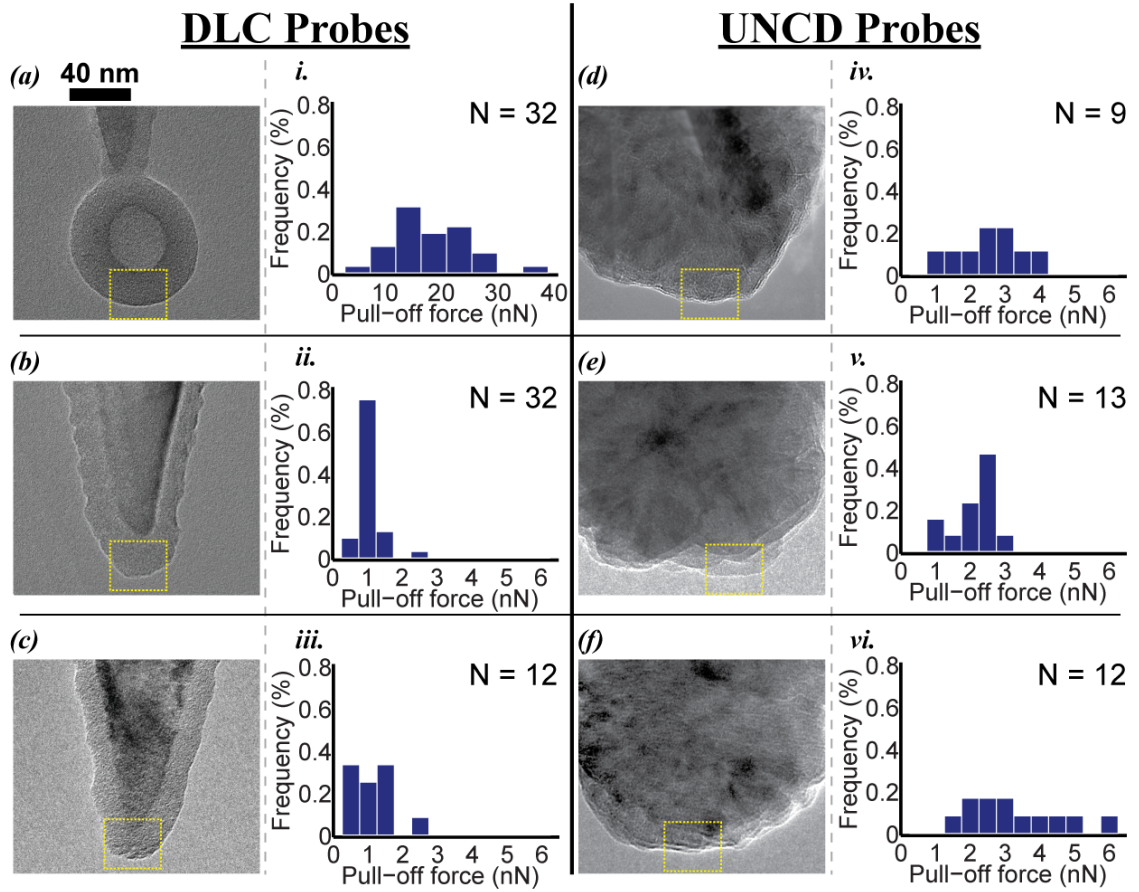 DLC Probes
UNCD Probes
(a)
40 nm
i.
N = 32
Frequency (%)
0.8
0.6
0.4
0.2
0
0 10 20 30 40
Pull−off force (nN)
(b)
ii.
N = 32
Frequency (%)
0.8
0.6
0.4
0.2
0
0 1 2 3 4 5 6
Pull−off force (nN)
(c)
iii.
N = 12
Frequency (%)
0.8
0.6
0.4
0.2
0
0 1 2 3 4 5 6
Pull−off force (nN)
(d)
iv.
N = 9
Frequency (%)
0.8
0.6
0.4
0.2
0
0 1 2 3 4 5 6
Pull−off force (nN)
(e)
v.
N = 13
Frequency (%)
0.8
0.6
0.4
0.2
0
0 1 2 3 4 5 6
Pull−off force (nN)
(f)
vi.
N = 12
Frequency (%)
0.8
0.6
0.4
0.2
0
0 1 2 3 4 5 6
Pull−off force (nN)